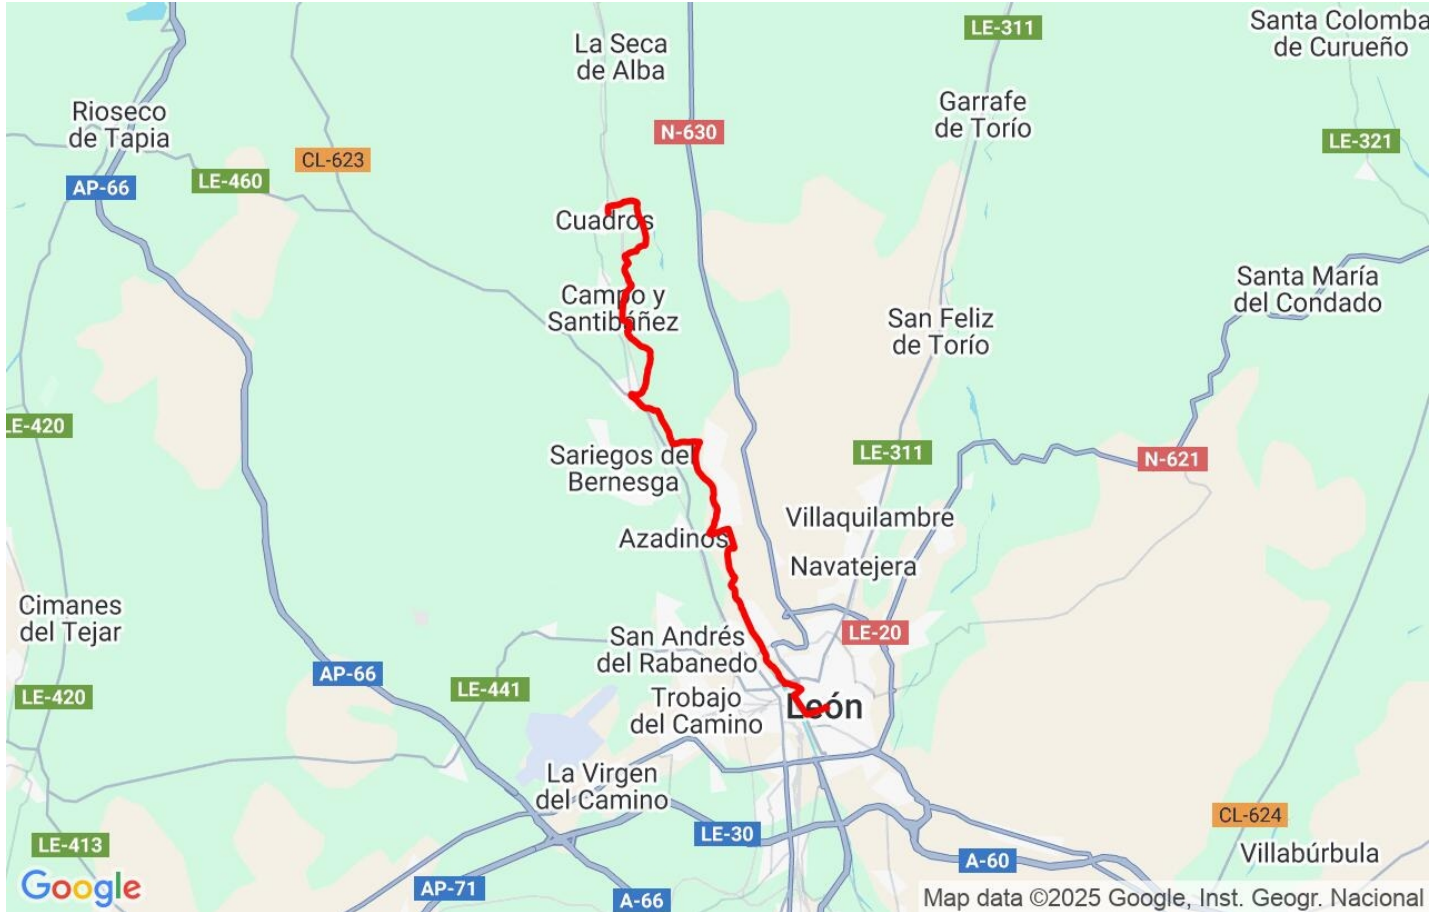 Santa Colomba
de Curueño
LE-311
La Seca
de Alba
Garrafe
de Torío
Rioseco
de Tapia
N-630
LE-321
CL-623
LE-460
AP-66
Cuadros
Santa María
del Condado
Campo y
Santibáñez
San Feliz
de Torío
LE-420
Sariegos del
Bernesga
LE-311
N-621
Villaquilambre
Azadinos
Navatejera
Cimanes
del Tejar
San Andrés
del Rabanedo
LE-20
AP-66
LE-441
LE-420
Trobajo
del Camino
León
La Virgen
del Camino
CL-624
LE-30
LE-413
A-60
Villabúrbula
Google
AP-71
A-66
Map data ©2025 Google, Inst. Geogr. Nacional